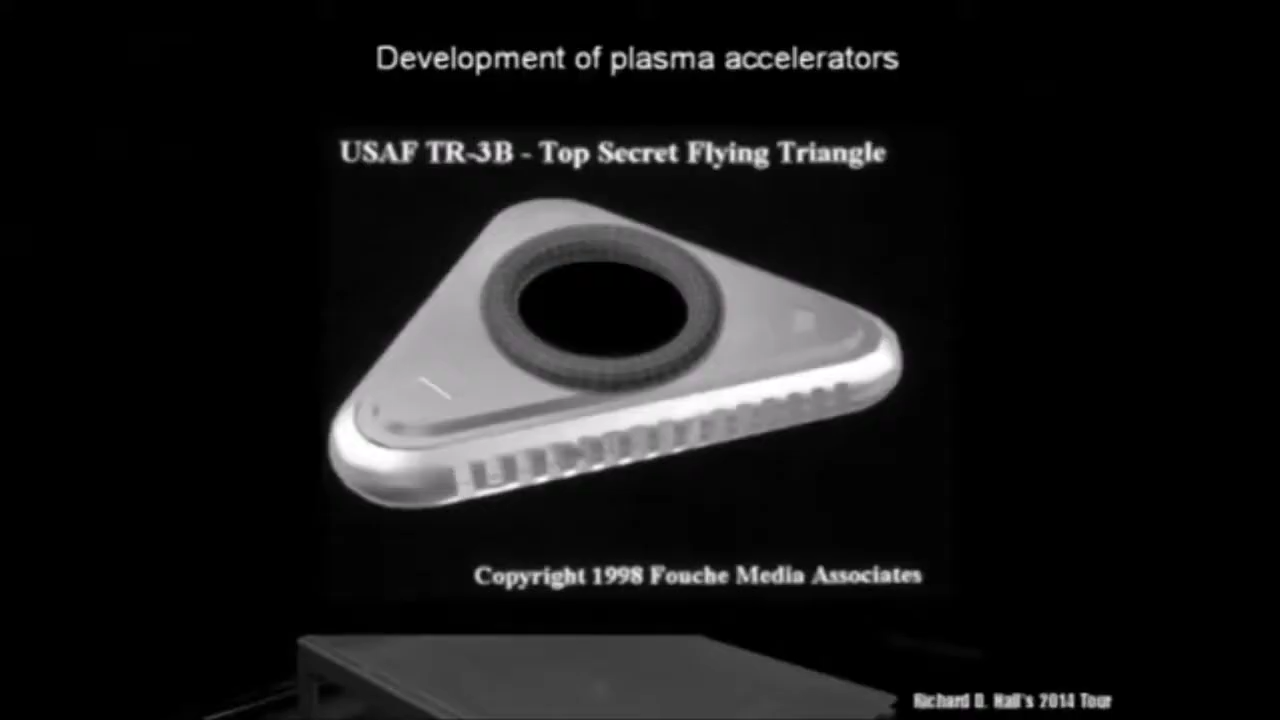 Development of plasma accelerators
USAF TR-3B - Top Secret Flying Triangle
Copyright 1998 Fouche Media Associates
Richard D. Hall's 2014 Tour